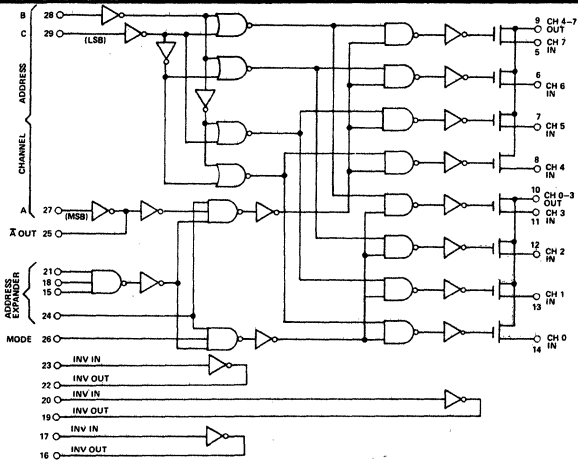 B 28
C 29
(LSB)
ADDRESS
CHANNEL
A 27
(MSB)
A̅ OUT 25
21
18
15
ADDRESS
EXPANDER
24
MODE 26
23 INV IN
22 INV OUT
20 INV IN
19 INV OUT
17 INV IN
16 INV OUT
9 CH 4-7
OUT
CH 7
5 IN
6
CH 6
IN
7
CH 5
IN
8
CH 4
IN
10
CH 0-3
OUT
CH 3
11 IN
12
CH 2
IN
CH 1
13 IN
CH 0
14 IN